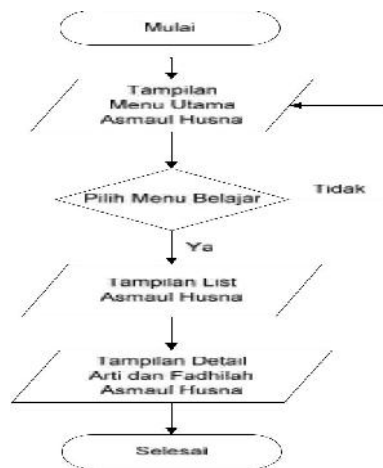 Mulai
Tampilan
Menu Utama
Asmaul Husna
Pilih Menu Belajar
Tidak
Ya
Tampilan List
Asmaul Husna
Tampilan Detail
Arti dan Fadhilah
Asmaul Husna
Selesai